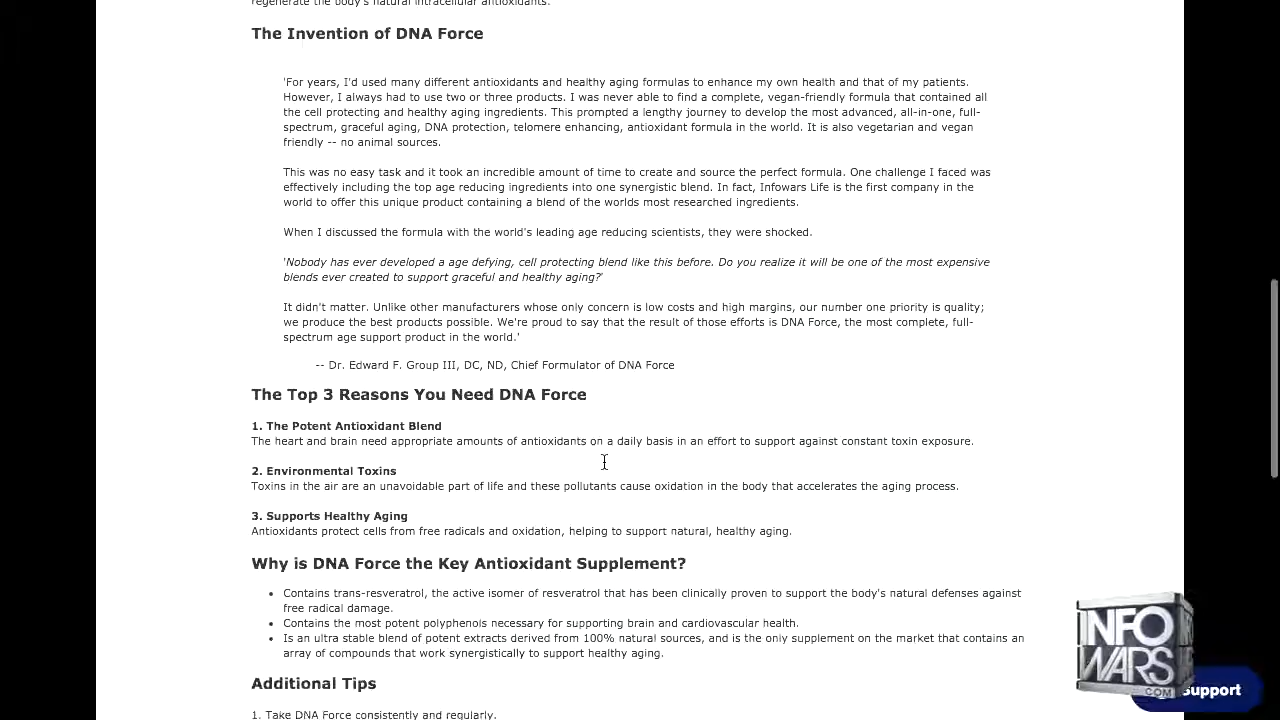 regenerate the body's natural intracellular antioxidants.
The Invention of DNA Force
'For years, I'd used many different antioxidants and healthy aging formulas to enhance my own health and that of my patients.
However, I always had to use two or three products. I was never able to find a complete, vegan-friendly formula that contained all
the cell protecting and healthy aging ingredients. This prompted a lengthy journey to develop the most advanced, all-in-one, full-
spectrum, graceful aging, DNA protection, telomere enhancing, antioxidant formula in the world. It is also vegetarian and vegan
friendly -- no animal sources.
This was no easy task and it took an incredible amount of time to create and source the perfect formula. One challenge I faced was
effectively including the top age reducing ingredients into one synergistic blend. In fact, Infowars Life is the first company in the
world to offer this unique product containing a blend of the worlds most researched ingredients.
When I discussed the formula with the world's leading age reducing scientists, they were shocked.
'Nobody has ever developed a age defying, cell protecting blend like this before. Do you realize it will be one of the most expensive
blends ever created to support graceful and healthy aging?'
It didn't matter. Unlike other manufacturers whose only concern is low costs and high margins, our number one priority is quality;
we produce the best products possible. We're proud to say that the result of those efforts is DNA Force, the most complete, full-
spectrum age support product in the world.'
-- Dr. Edward F. Group III, DC, ND, Chief Formulator of DNA Force
The Top 3 Reasons You Need DNA Force
1. The Potent Antioxidant Blend
The heart and brain need appropriate amounts of antioxidants on a daily basis in an effort to support against constant toxin exposure.
2. Environmental Toxins
Toxins in the air are an unavoidable part of life and these pollutants cause oxidation in the body that accelerates the aging process.
3. Supports Healthy Aging
Antioxidants protect cells from free radicals and oxidation, helping to support natural, healthy aging.
Why is DNA Force the Key Antioxidant Supplement?
• Contains trans-resveratrol, the active isomer of resveratrol that has been clinically proven to support the body's natural defenses against
free radical damage.
• Contains the most potent polyphenols necessary for supporting brain and cardiovascular health.
• Is an ultra stable blend of potent extracts derived from 100% natural sources, and is the only supplement on the market that contains an
array of compounds that work synergistically to support healthy aging.
Additional Tips
1. Take DNA Force consistently and regularly.
INFO
WARS
.COM
Support